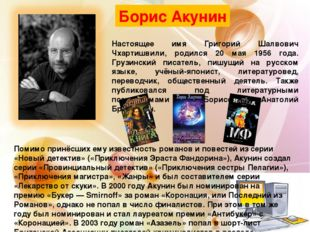 Борис Акунин
Настоящее имя Григорий Шалвович
Чхартишвили, родился 20 мая 1956 года.
Грузинский писатель, пишущий на русском
языке, учёный-японист, литературовед,
переводчик, общественный деятель. Также
публиковался под литературными
Борис Анатолий
Помимо принёсших ему известность романов и повестей из серии
«Новый детектив» («Приключения Эраста Фандорина»), Акунин создал
серии «Провинциальный детектив» («Приключения сестры Пелагии»),
«Приключения магистра», «Жанры» и был составителем серии
«Лекарство от скуки». В 2000 году Акунин был номинирован на
премию «Букер — Smirnoff» за роман «Коронация, или Последний из
Романов», однако не попал в число финалистов. При этом в том же
году был номинирован и стал лауреатом премии «Антибукер» с
«Коронацией». В 2003 году роман «Азазель» попал в шорт-лист